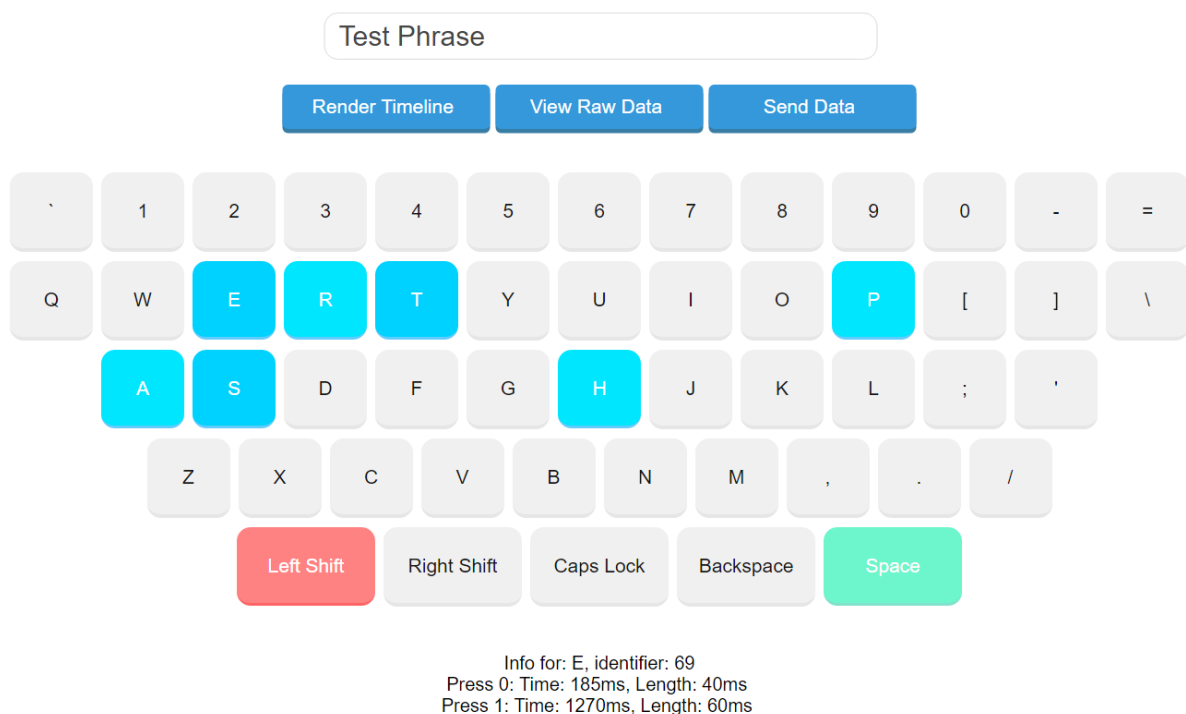 Test Phrase
Render Timeline View Raw Data Send Data
` 1 2 3 4 5 6 7 8 9 0 - =
Q W E R T Y U I O P [ ] \
A S D F G H J K L ; '
Z X C V B N M , . /
Left Shift Right Shift Caps Lock Backspace Space
Info for: E, identifier: 69
Press 0: Time: 185ms, Length: 40ms
Press 1: Time: 1270ms, Length: 60ms